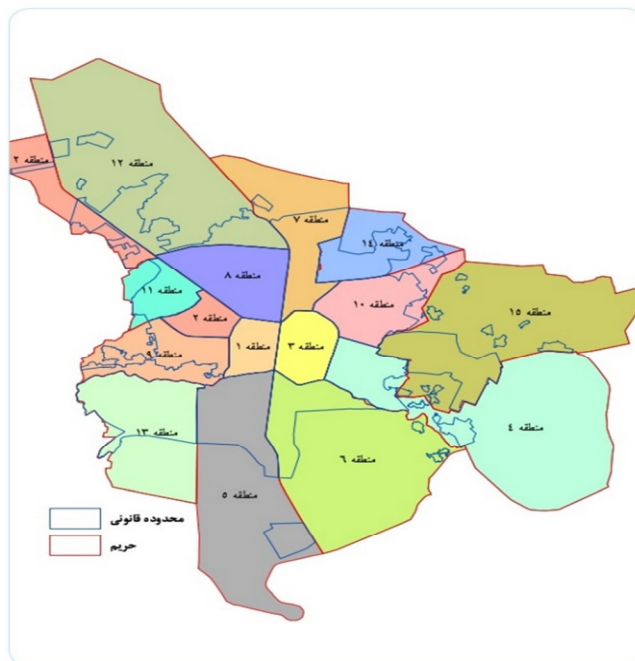 منطقه ۱۲
منطقه ۲
منطقه ۷
منطقه ۱۴
منطقه ۸
منطقه ۱۱
منطقه ۱۰
منطقه ۱۵
منطقه ۲
منطقه ۱
منطقه ۳
منطقه ۹
منطقه ۴
منطقه ۱۳
منطقه ۶
منطقه ۵
محدوده قانونی
حریم